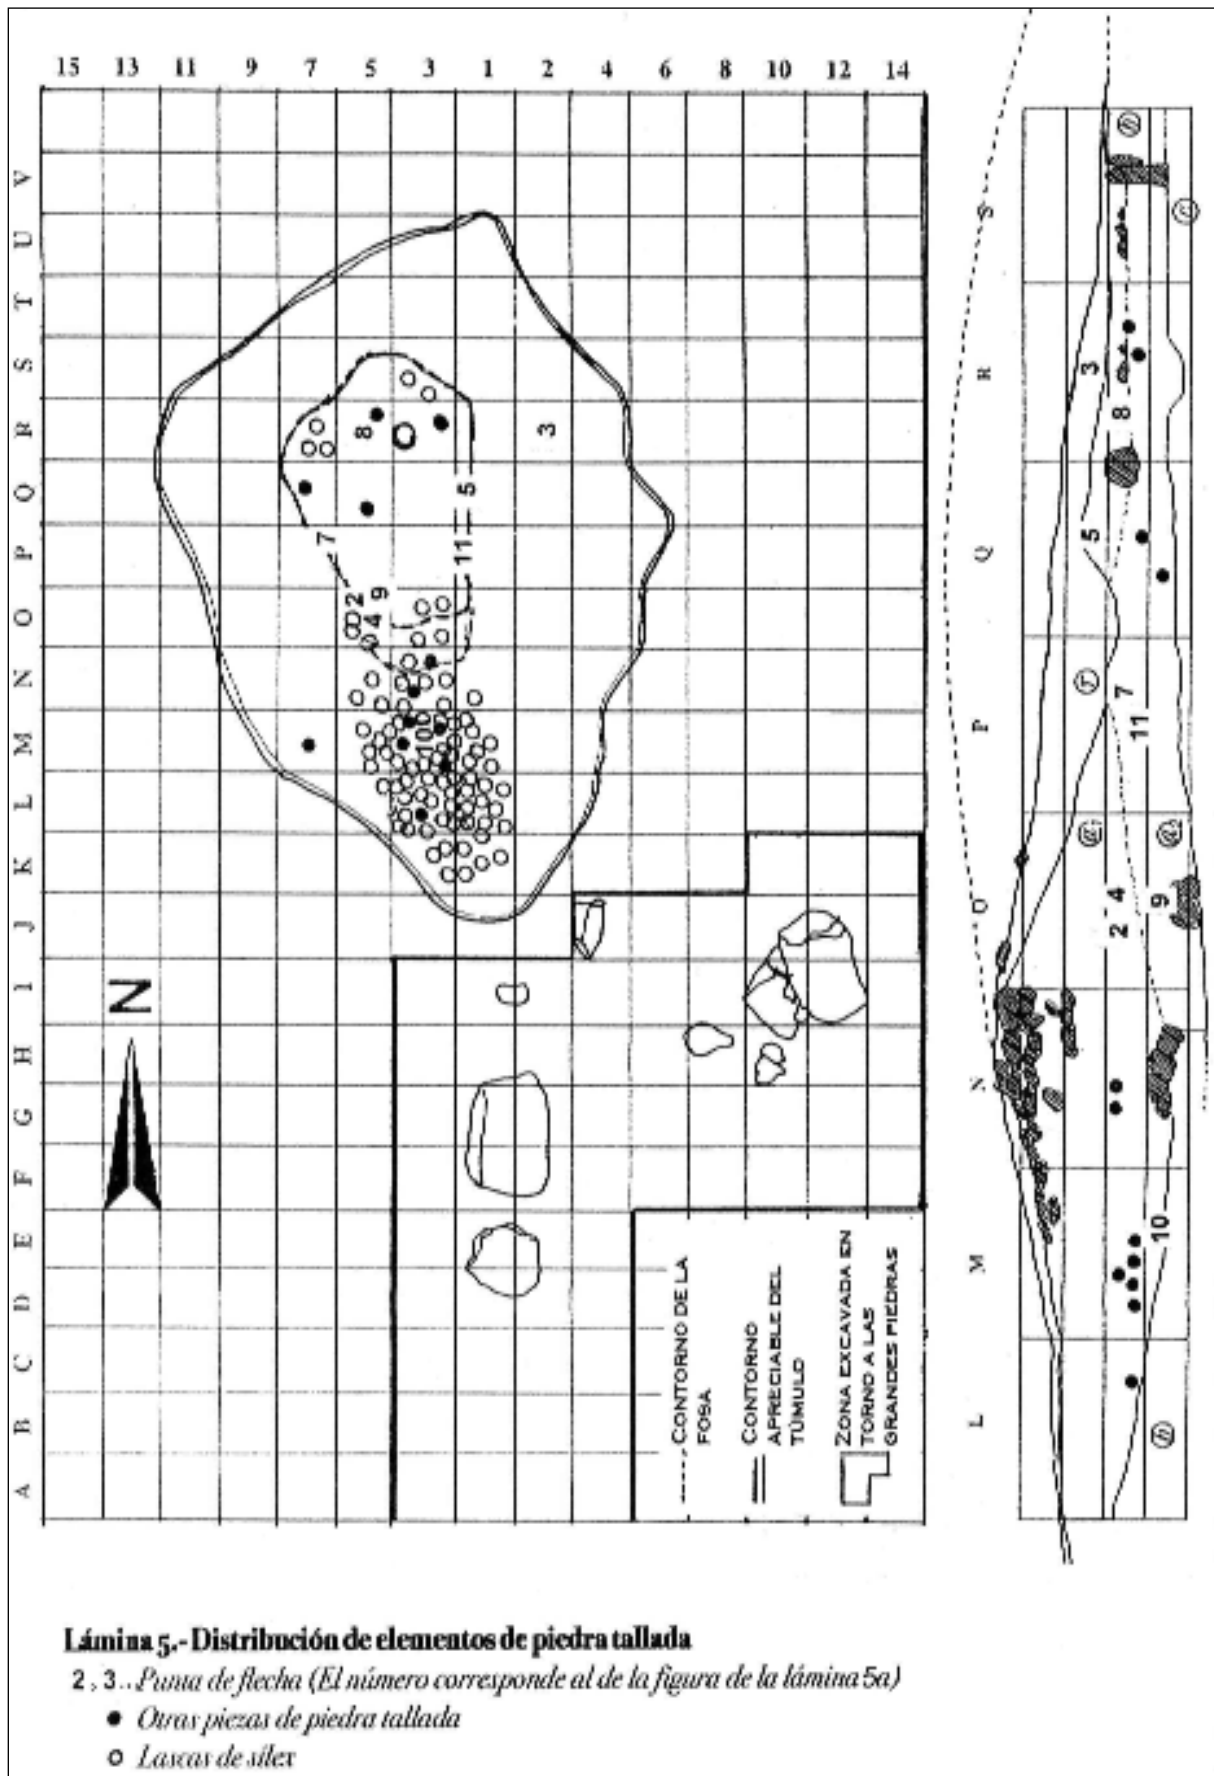 15 13 11 9 7 5 3 1 2 4 6 8 10 12 14
V
U
T
S
R
Q
P
O
N
M
L
K
J
I
H
G
F
E
D
C
B
A
8
3
7
5
11
2
4
9
10
N
CONTORNO DE LA
FOSA
CONTORNO
APRECIABLE DEL
TÚMULO
ZONA EXCAVADA EN
TORNO A LAS
GRANDES PIEDRAS
S
R
Q
P
O
N
M
L
3
8
5
7
11
2
4
9
10
b
c
r
a1
a2
b
Lámina 5.- Distribución de elementos de piedra tallada
2, 3... Punta de flecha (El número corresponde al de la figura de la lámina 5a)
Otras piezas de piedra tallada
Lascas de sílex